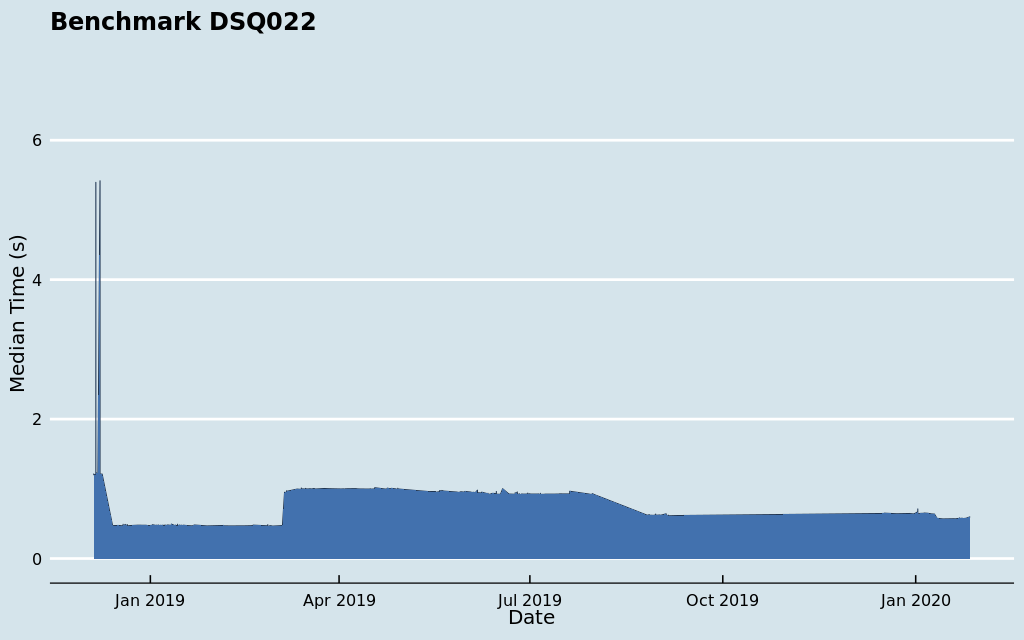 Benchmark DSQ022
6
4
2
0
Median Time (s)
Jan 2019
Apr 2019
Jul 2019
Oct 2019
Jan 2020
Date